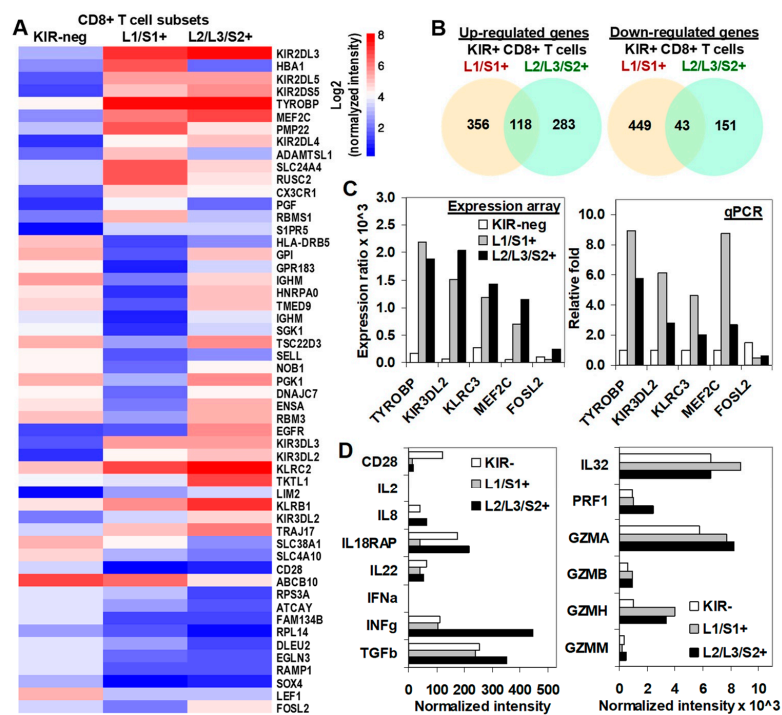 A
CD8+ T cell subsets
KIR-neg L1/S1+ L2/L3/S2+
KIR2DL3
HBA1
KIR2DL5
KIR2DS5
TYROBP
MEF2C
PMP22
KIR2DL4
ADAMTSL1
SLC24A4
RUSC2
CX3CR1
PGF
RBMS1
S1PR5
HLA-DRB5
GPI
GPR183
IGHM
HNRPA0
TMED9
IGHM
SGK1
TSC22D3
SELL
NOB1
PGK1
DNAJC7
ENSA
RBM3
EGFR
KIR3DL3
KIR3DL2
KLRC2
TKTL1
LIM2
KLRB1
KIR3DL2
TRAJ17
SLC38A1
SLC4A10
CD28
ABCB10
RPS3A
ATCAY
FAM134B
RPL14
DLEU2
EGLN3
RAMP1
SOX4
LEF1
FOSL2
Log2
(normalyzed intensity)
8
6
4
2
B
Up-regulated genes
KIR+ CD8+ T cells
L1/S1+ L2/L3/S2+
356 118 283
Down-regulated genes
KIR+ CD8+ T cells
L1/S1+ L2/L3/S2+
449 43 151
C
Expression array
KIR-neg
L1/S1+
L2/L3/S2+
Expression ratio x 10^3
3.0
2.5
2.0
1.5
1.0
0.5
0.0
TYROBP
KIR3DL2
KLRC3
MEF2C
FOSL2
qPCR
Relative fold
10.0
8.0
6.0
4.0
2.0
0.0
TYROBP
KIR3DL2
KLRC3
MEF2C
FOSL2
D
CD28
IL2
IL8
IL18RAP
IL22
IFNa
INFg
TGFb
KIR-
L1/S1+
L2/L3/S2+
0 100 200 300 400 500
Normalized intensity
IL32
PRF1
GZMA
GZMB
GZMH
GZMM
KIR-
L1/S1+
L2/L3/S2+
0 2 4 6 8 10
Normalized intensity x 10^3